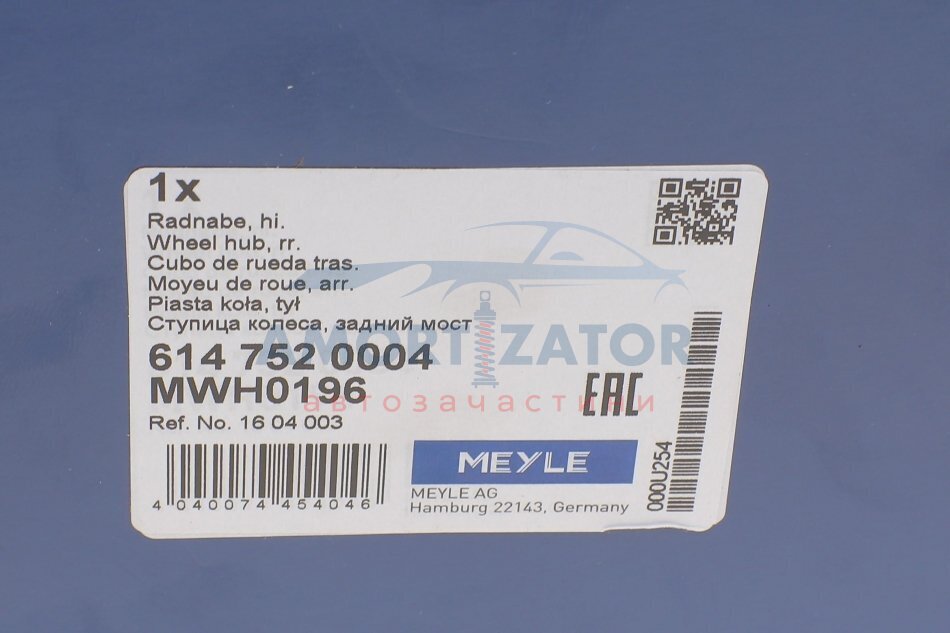 1x
Radnabe, hi.
Wheel hub, rr.
Cubo de rueda tras.
Moyeu de roue, arr.
Piasta koła, tył
Ступица колеса, задний мост
614 752 0004
MWH0196
Ref. No. 16 04 003
4 040074 454046
MEYLE
MEYLE AG
Hamburg 22143, Germany
EAC
000U254
AMORTIZATOR
автозачастини